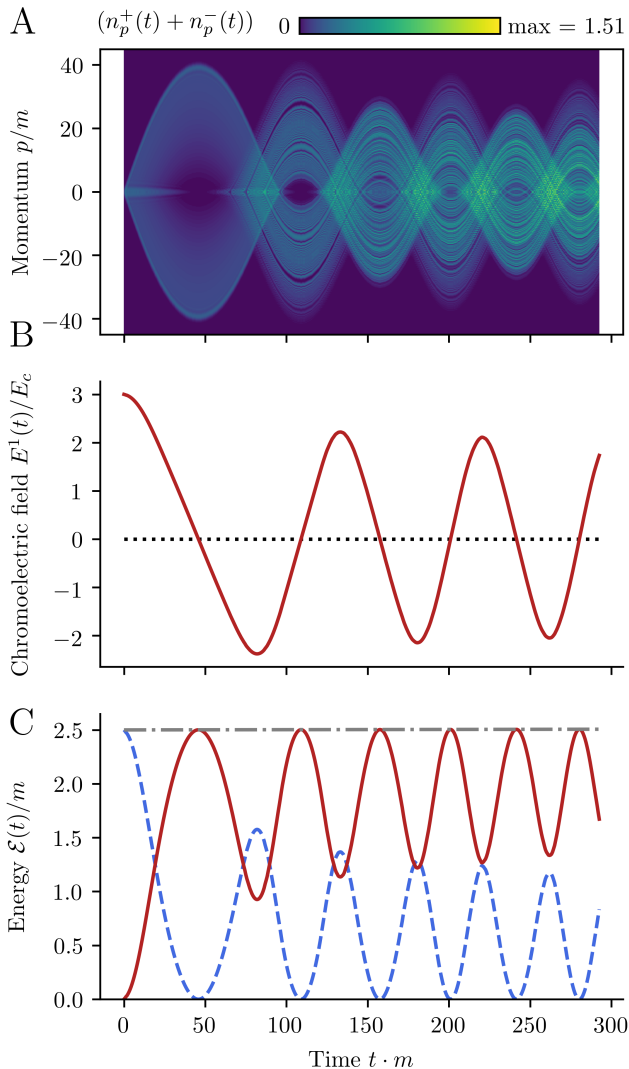 A
(n_p^+(t) + n_p^-(t))
0
max = 1.51
Momentum p/m
40
20
0
−20
−40
B
Chromoelectric field E^1(t)/E_c
3
2
1
0
−1
−2
C
Energy ℰ(t)/m
2.5
2.0
1.5
1.0
0.5
0.0
0 50 100 150 200 250 300
Time t · m